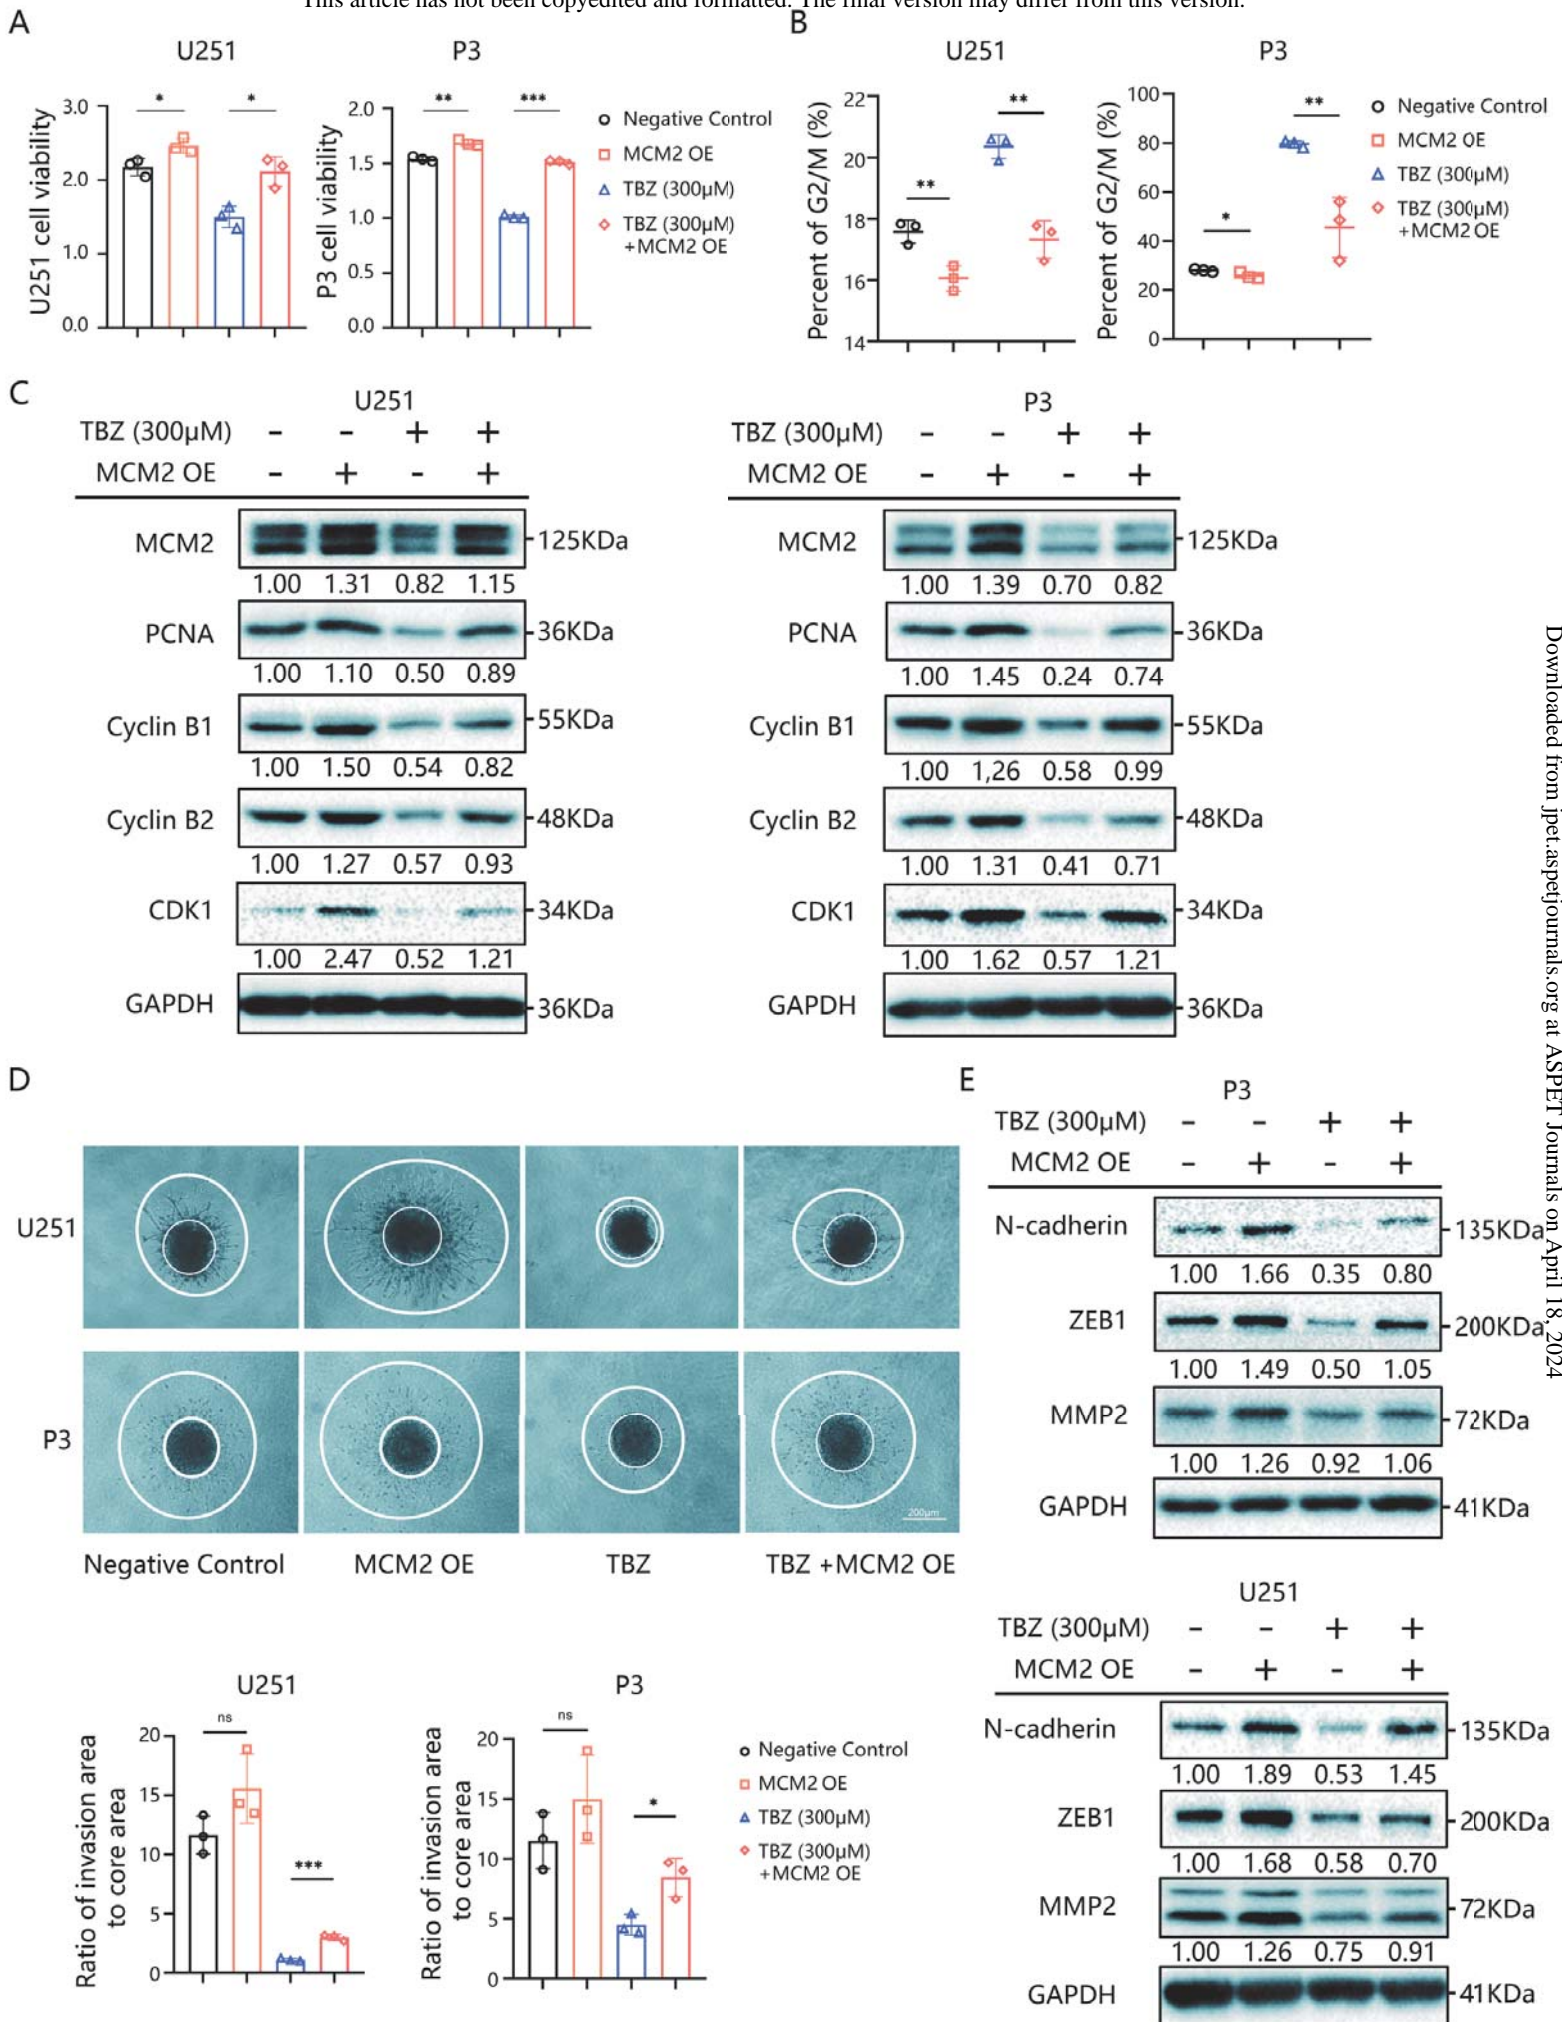 This article has not been copyedited and formatted. The final version may differ from this version.
A
U251
P3
U251 cell viability
3.0
2.0
1.0
0.0
*
*
P3 cell viability
2.0
1.5
1.0
0.5
0.0
**
***
Negative Control
MCM2 OE
TBZ (300μM)
TBZ (300μM)
+MCM2 OE
B
U251
P3
Percent of G2/M (%)
22
20
18
16
14
**
**
Percent of G2/M (%)
100
80
60
40
20
0
*
**
Negative Control
MCM2 OE
TBZ (300μM)
TBZ (300μM)
+MCM2 OE
C
U251
TBZ (300μM) - - + +
MCM2 OE - + - +
MCM2 125KDa
1.00 1.31 0.82 1.15
PCNA 36KDa
1.00 1.10 0.50 0.89
Cyclin B1 55KDa
1.00 1.50 0.54 0.82
Cyclin B2 48KDa
1.00 1.27 0.57 0.93
CDK1 34KDa
1.00 2.47 0.52 1.21
GAPDH 36KDa
P3
TBZ (300μM) - - + +
MCM2 OE - + - +
MCM2 125KDa
1.00 1.39 0.70 0.82
PCNA 36KDa
1.00 1.45 0.24 0.74
Cyclin B1 55KDa
1.00 1,26 0.58 0.99
Cyclin B2 48KDa
1.00 1.31 0.41 0.71
CDK1 34KDa
1.00 1.62 0.57 1.21
GAPDH 36KDa
D
U251
P3
200μm
Negative Control MCM2 OE TBZ TBZ +MCM2 OE
U251
Ratio of invasion area
to core area
20
15
10
5
0
ns
***
P3
Ratio of invasion area
to core area
20
15
10
5
0
ns
*
Negative Control
MCM2 OE
TBZ (300μM)
TBZ (300μM)
+MCM2 OE
E
P3
TBZ (300μM) - - + +
MCM2 OE - + - +
N-cadherin 135KDa
1.00 1.66 0.35 0.80
ZEB1 200KDa
1.00 1.49 0.50 1.05
MMP2 72KDa
1.00 1.26 0.92 1.06
GAPDH 41KDa
U251
TBZ (300μM) - - + +
MCM2 OE - + - +
N-cadherin 135KDa
1.00 1.89 0.53 1.45
ZEB1 200KDa
1.00 1.68 0.58 0.70
MMP2 72KDa
1.00 1.26 0.75 0.91
GAPDH 41KDa
Downloaded from jpet.aspetjournals.org at ASPET Journals on April 18, 2024